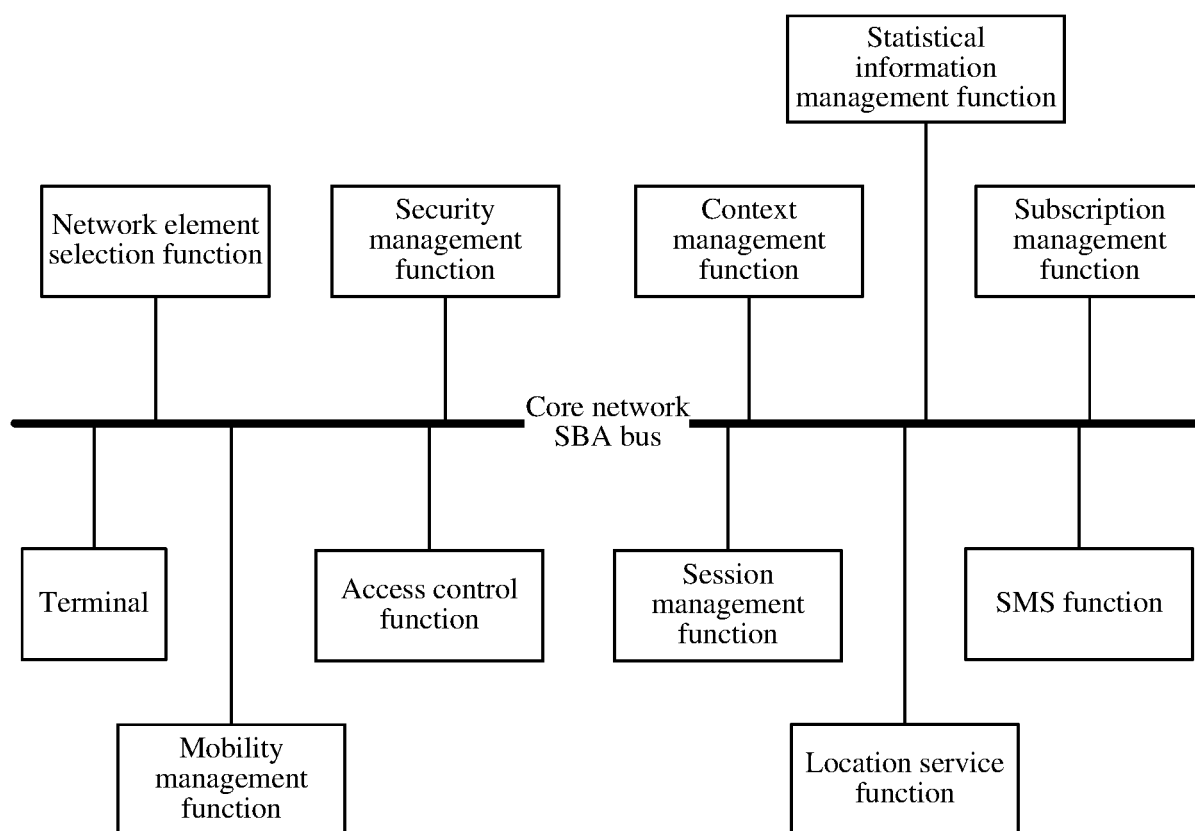 Statistical
information
management function
Network element
selection function
Security
management
function
Context
management
function
Subscription
management
function
Core network
SBA bus
Terminal
Access control
function
Session
management
function
SMS function
Mobility
management
function
Location service
function